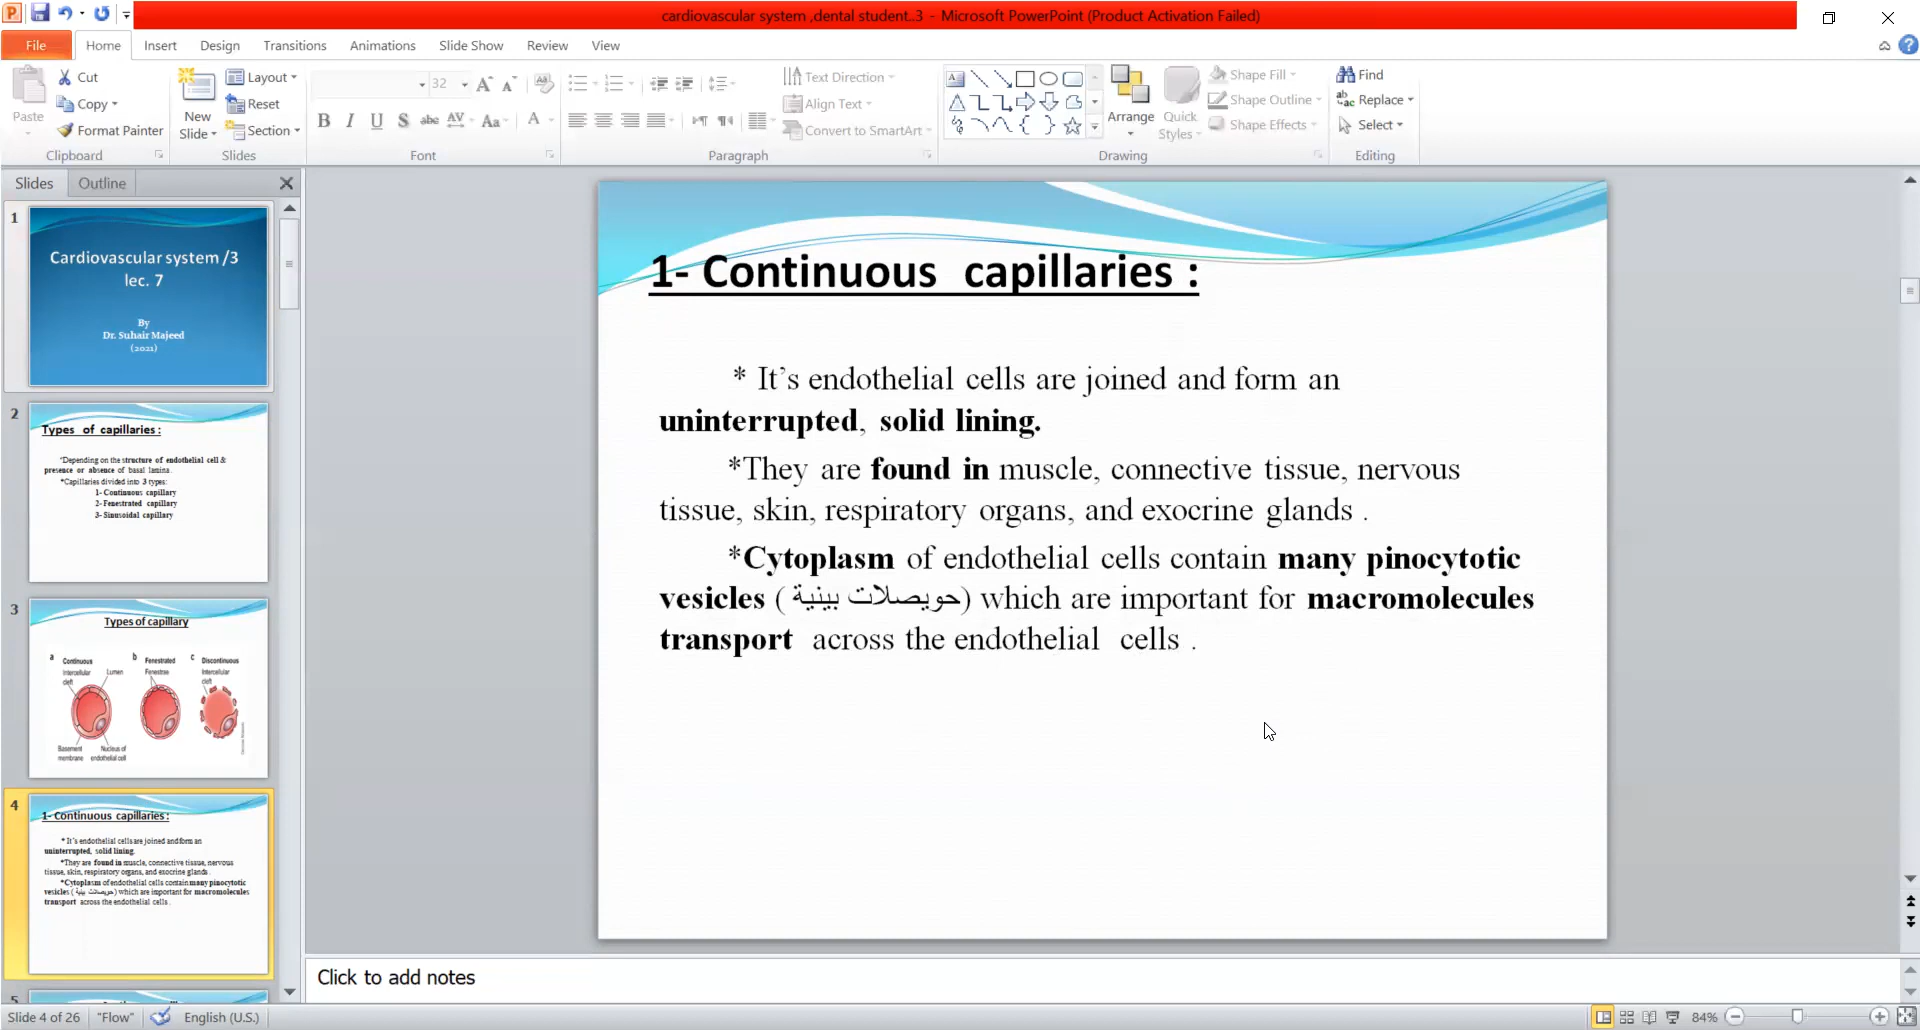 cardiovascular system ,dental student..3 - Microsoft PowerPoint (Product Activation Failed)
File Home Insert Design Transitions Animations Slide Show Review View
Paste
Cut
Copy
Format Painter
Clipboard
New
Slide
Layout
Reset
Section
Slides
32
Font
Text Direction
Align Text
Convert to SmartArt
Paragraph
Arrange
Quick
Styles
Shape Fill
Shape Outline
Shape Effects
Drawing
Find
Replace
Select
Editing
Slides Outline
1
Cardiovascular system /3
lec. 7
By
Dr. Suhair Majeed
(2021)
2
Types of capillaries :
*Depending on the structure of endothelial cell &
presence or absence of basal lamina.
*Capillaries divided into 3 types:
1- Continuous capillary
2- Fenestrated capillary
3- Sinusoidal capillary
3
Types of capillary
a Continuous b Fenestrated c Discontinuous
Intercellular
cleft
Lumen
Fenestrae
Intercellular
cleft
Basement
membrane
Nucleus of
endothelial cell
4
1- Continuous capillaries :
* It's endothelial cells are joined and form an
uninterrupted, solid lining.
*They are found in muscle, connective tissue, nervous
tissue, skin, respiratory organs, and exocrine glands .
*Cytoplasm of endothelial cells contain many pinocytotic
vesicles ( حويصلات بينية) which are important for macromolecules
transport across the endothelial cells .
5
1- Continuous capillaries :
* It’s endothelial cells are joined and form an
uninterrupted, solid lining.
*They are found in muscle, connective tissue, nervous
tissue, skin, respiratory organs, and exocrine glands .
*Cytoplasm of endothelial cells contain many pinocytotic
vesicles ( حويصلات بينية) which are important for macromolecules
transport across the endothelial cells .
Click to add notes
Slide 4 of 26 "Flow" English (U.S.) 84%